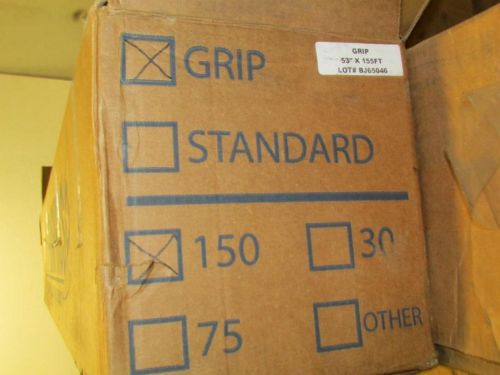 GRIP
53" X 155FT
LOT# BJ65046
GRIP
STANDARD
150
30
75
OTHER